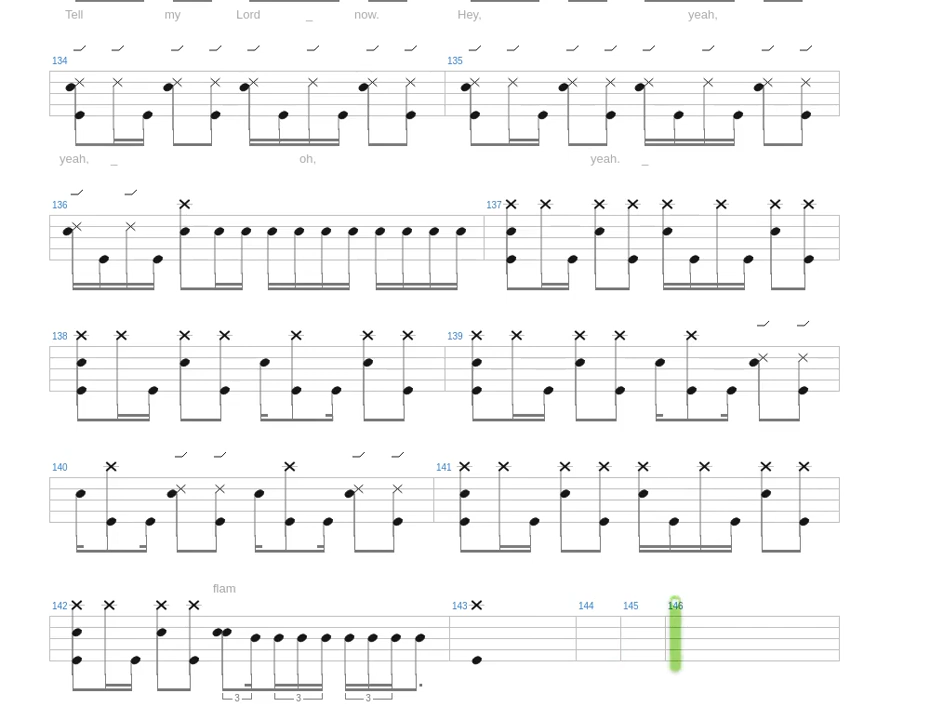 Tell my Lord _ now. Hey, yeah,
134 135
yeah, _ oh, yeah. _
136 137
138 139
140 141
flam
142 143 144 145 146
3 3 3